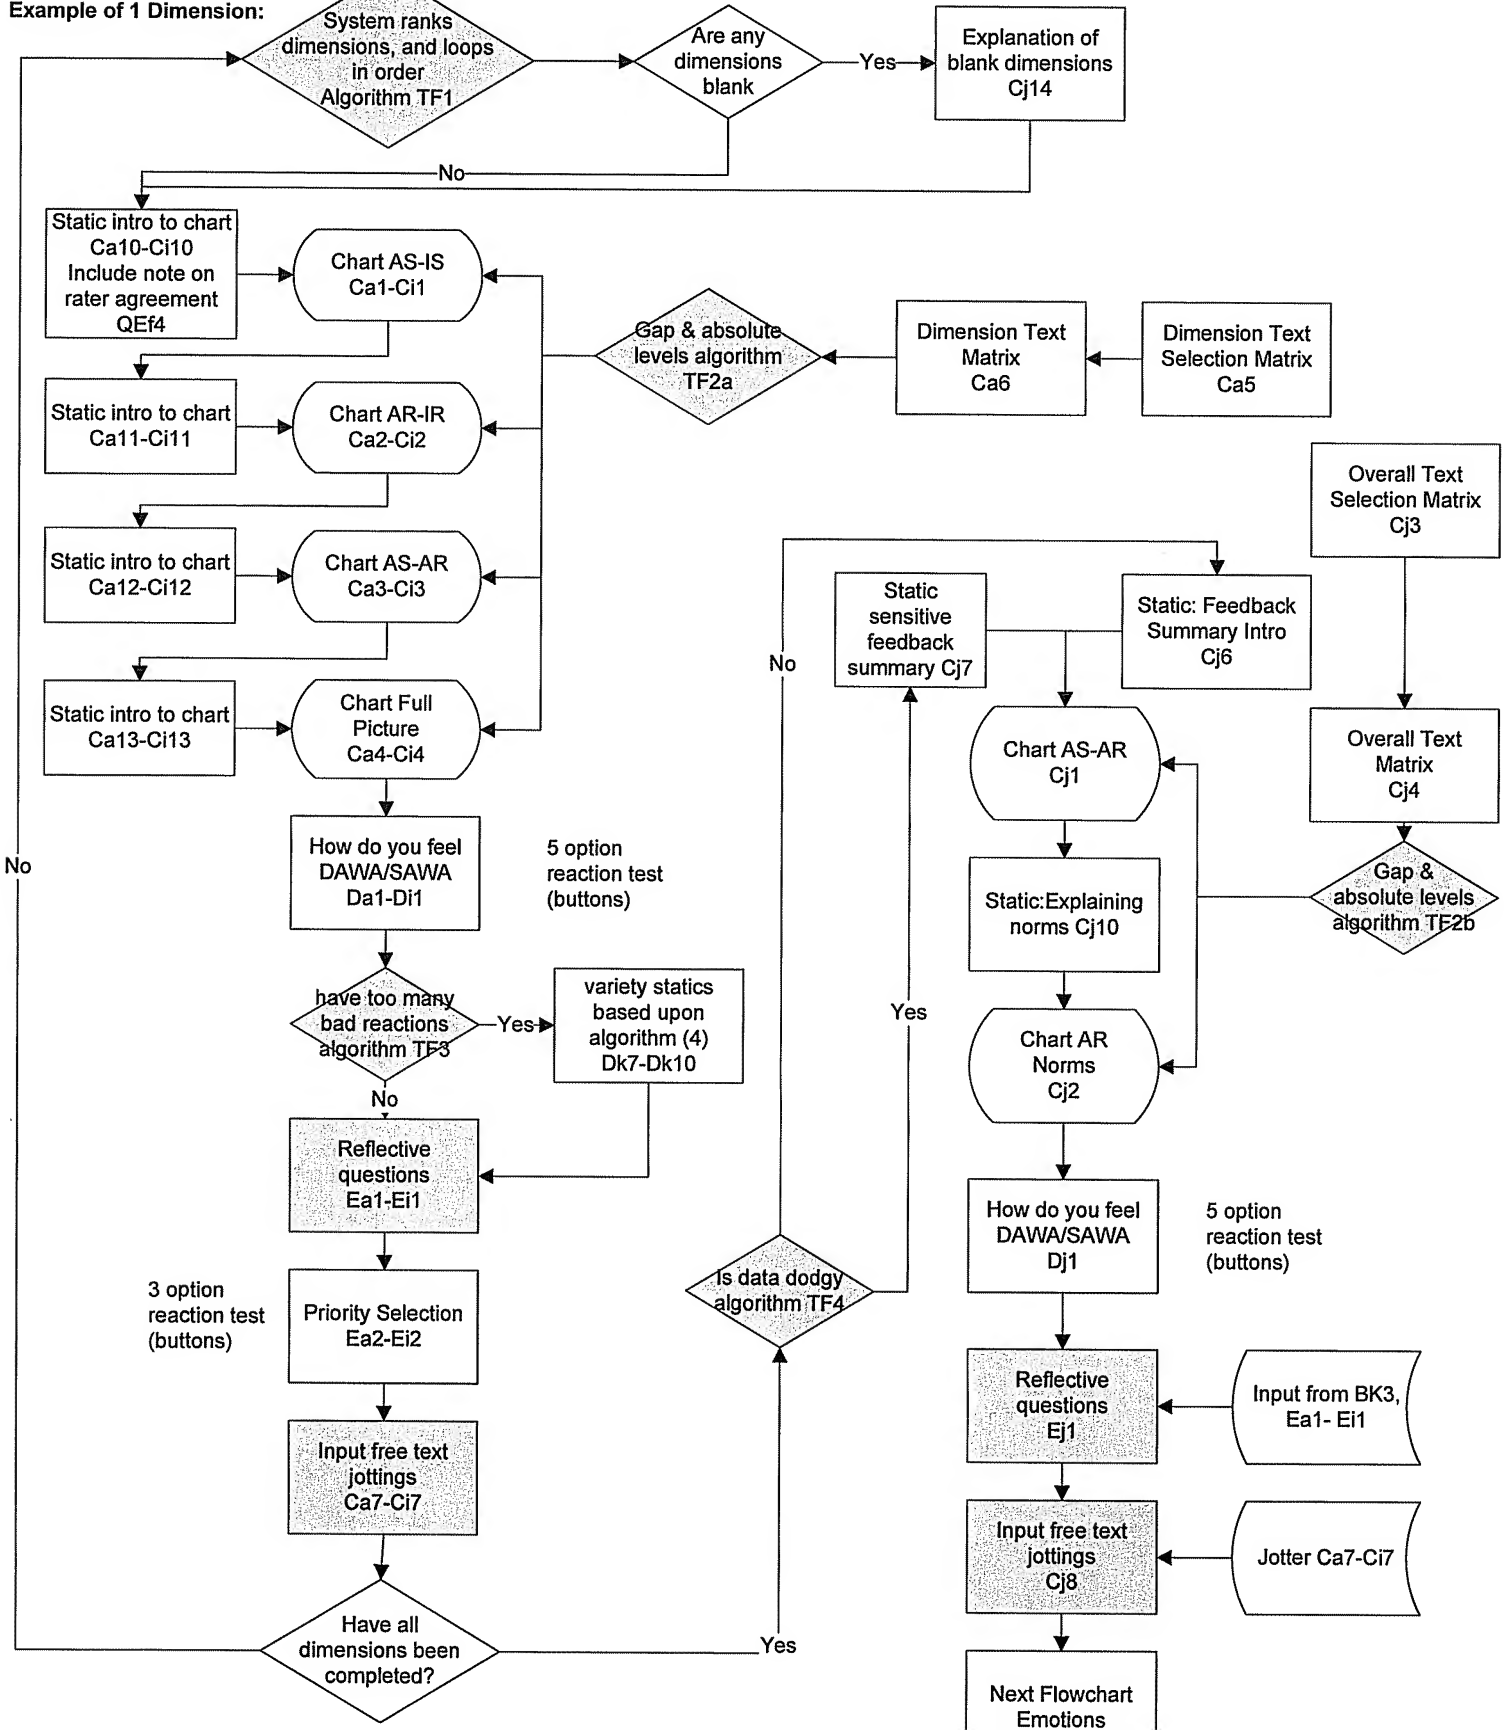 Example of 1 Dimension:
System ranks
dimensions, and loops
in order
Algorithm TF1
Are any
dimensions
blank
Yes
Explanation of
blank dimensions
Cj14
No
Static intro to chart
Ca10-Ci10
Include note on
rater agreement
QEf4
Chart AS-IS
Ca1-Ci1
Gap & absolute
levels algorithm
TF2a
Dimension Text
Matrix
Ca6
Dimension Text
Selection Matrix
Ca5
Static intro to chart
Ca11-Ci11
Chart AR-IR
Ca2-Ci2
Overall Text
Selection Matrix
Cj3
Static intro to chart
Ca12-Ci12
Chart AS-AR
Ca3-Ci3
Static
sensitive
feedback
summary Cj7
Static: Feedback
Summary Intro
Cj6
No
Static intro to chart
Ca13-Ci13
Chart Full
Picture
Ca4-Ci4
Chart AS-AR
Cj1
Overall Text
Matrix
Cj4
No
How do you feel
DAWA/SAWA
Da1-Di1
5 option
reaction test
(buttons)
Static:Explaining
norms Cj10
Gap &
absolute levels
algorithm TF2b
have too many
bad reactions
algorithm TF3
Yes
variety statics
based upon
algorithm (4)
Dk7-Dk10
Yes
Chart AR
Norms
Cj2
No
Reflective
questions
Ea1-Ei1
How do you feel
DAWA/SAWA
Dj1
5 option
reaction test
(buttons)
3 option
reaction test
(buttons)
Priority Selection
Ea2-Ei2
Is data dodgy
algorithm TF4
Reflective
questions
Ej1
Input from BK3,
Ea1- Ei1
Input free text
jottings
Ca7-Ci7
Input free text
jottings
Cj8
Jotter Ca7-Ci7
Have all
dimensions been
completed?
Yes
Next Flowchart
Emotions